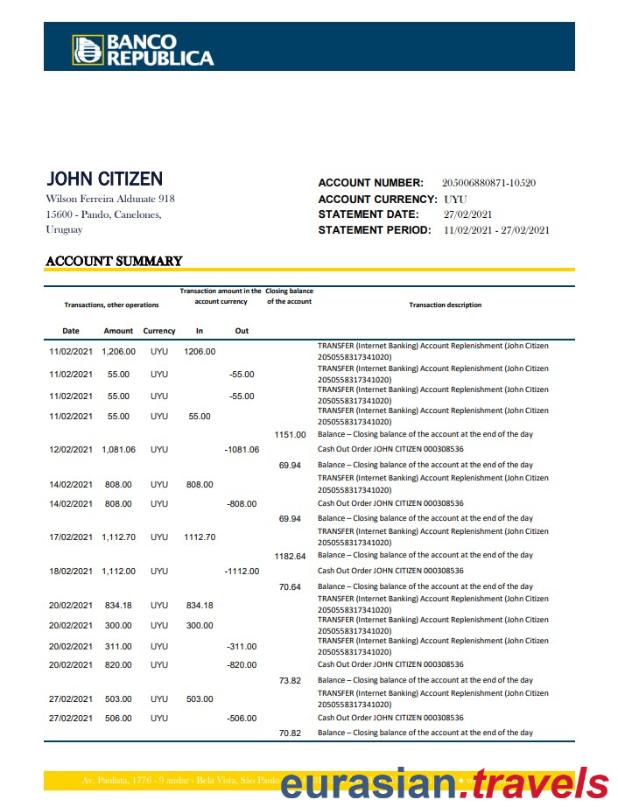 BANCO
REPUBLICA
JOHN CITIZEN
Wilson Ferreira Aldunate 918
15600 - Pando, Canelones,
Uruguay
ACCOUNT NUMBER: 205006880871-10520
ACCOUNT CURRENCY: UYU
STATEMENT DATE: 27/02/2021
STATEMENT PERIOD: 11/02/2021 - 27/02/2021
ACCOUNT SUMMARY
Transactions, other operations
Transaction amount in the
account currency
Closing balance
of the account
Transaction description
Date Amount Currency In Out
11/02/2021 1,206.00 UYU 1206.00 TRANSFER (Internet Banking) Account Replenishment (John Citizen
2050558317341020)
11/02/2021 55.00 UYU -55.00 TRANSFER (Internet Banking) Account Replenishment (John Citizen
2050558317341020)
11/02/2021 55.00 UYU -55.00 TRANSFER (Internet Banking) Account Replenishment (John Citizen
2050558317341020)
11/02/2021 55.00 UYU 55.00 TRANSFER (Internet Banking) Account Replenishment (John Citizen
2050558317341020)
1151.00 Balance – Closing balance of the account at the end of the day
12/02/2021 1,081.06 UYU -1081.06 Cash Out Order JOHN CITIZEN 000308536
69.94 Balance – Closing balance of the account at the end of the day
14/02/2021 808.00 UYU 808.00 TRANSFER (Internet Banking) Account Replenishment (John Citizen
2050558317341020)
14/02/2021 808.00 UYU -808.00 Cash Out Order JOHN CITIZEN 000308536
69.94 Balance – Closing balance of the account at the end of the day
17/02/2021 1,112.70 UYU 1112.70 TRANSFER (Internet Banking) Account Replenishment (John Citizen
2050558317341020)
1182.64 Balance – Closing balance of the account at the end of the day
18/02/2021 1,112.00 UYU -1112.00 Cash Out Order JOHN CITIZEN 000308536
70.64 Balance – Closing balance of the account at the end of the day
20/02/2021 834.18 UYU 834.18 TRANSFER (Internet Banking) Account Replenishment (John Citizen
2050558317341020)
20/02/2021 300.00 UYU 300.00 TRANSFER (Internet Banking) Account Replenishment (John Citizen
2050558317341020)
20/02/2021 311.00 UYU -311.00 TRANSFER (Internet Banking) Account Replenishment (John Citizen
2050558317341020)
20/02/2021 820.00 UYU -820.00 Cash Out Order JOHN CITIZEN 000308536
73.82 Balance – Closing balance of the account at the end of the day
27/02/2021 503.00 UYU 503.00 TRANSFER (Internet Banking) Account Replenishment (John Citizen
2050558317341020)
27/02/2021 506.00 UYU -506.00 Cash Out Order JOHN CITIZEN 000308536
70.82 Balance – Closing balance of the account at the end of the day
Av. Paulista, 1776 - 9 andar - Bela Vista, São Paulo
eurasian.travels